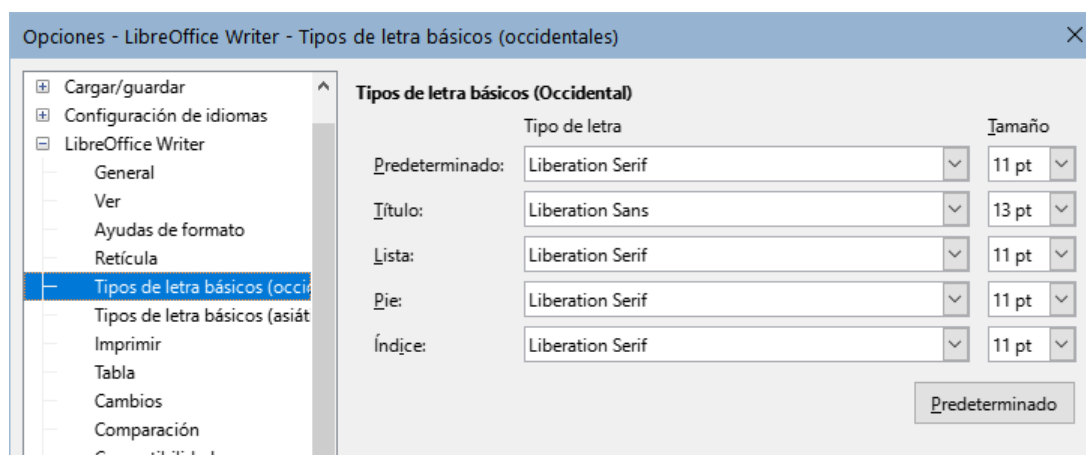 Opciones - LibreOffice Writer - Tipos de letra básicos (occidentales)
Cargar/guardar
Configuración de idiomas
LibreOffice Writer
General
Ver
Ayudas de formato
Retícula
Tipos de letra básicos (occi
Tipos de letra básicos (asiát
Imprimir
Tabla
Cambios
Comparación
Tipos de letra básicos (Occidental)
Tipo de letra Tamaño
Predeterminado: Liberation Serif 11 pt
Título: Liberation Sans 13 pt
Lista: Liberation Serif 11 pt
Pie: Liberation Serif 11 pt
Índice: Liberation Serif 11 pt
Predeterminado